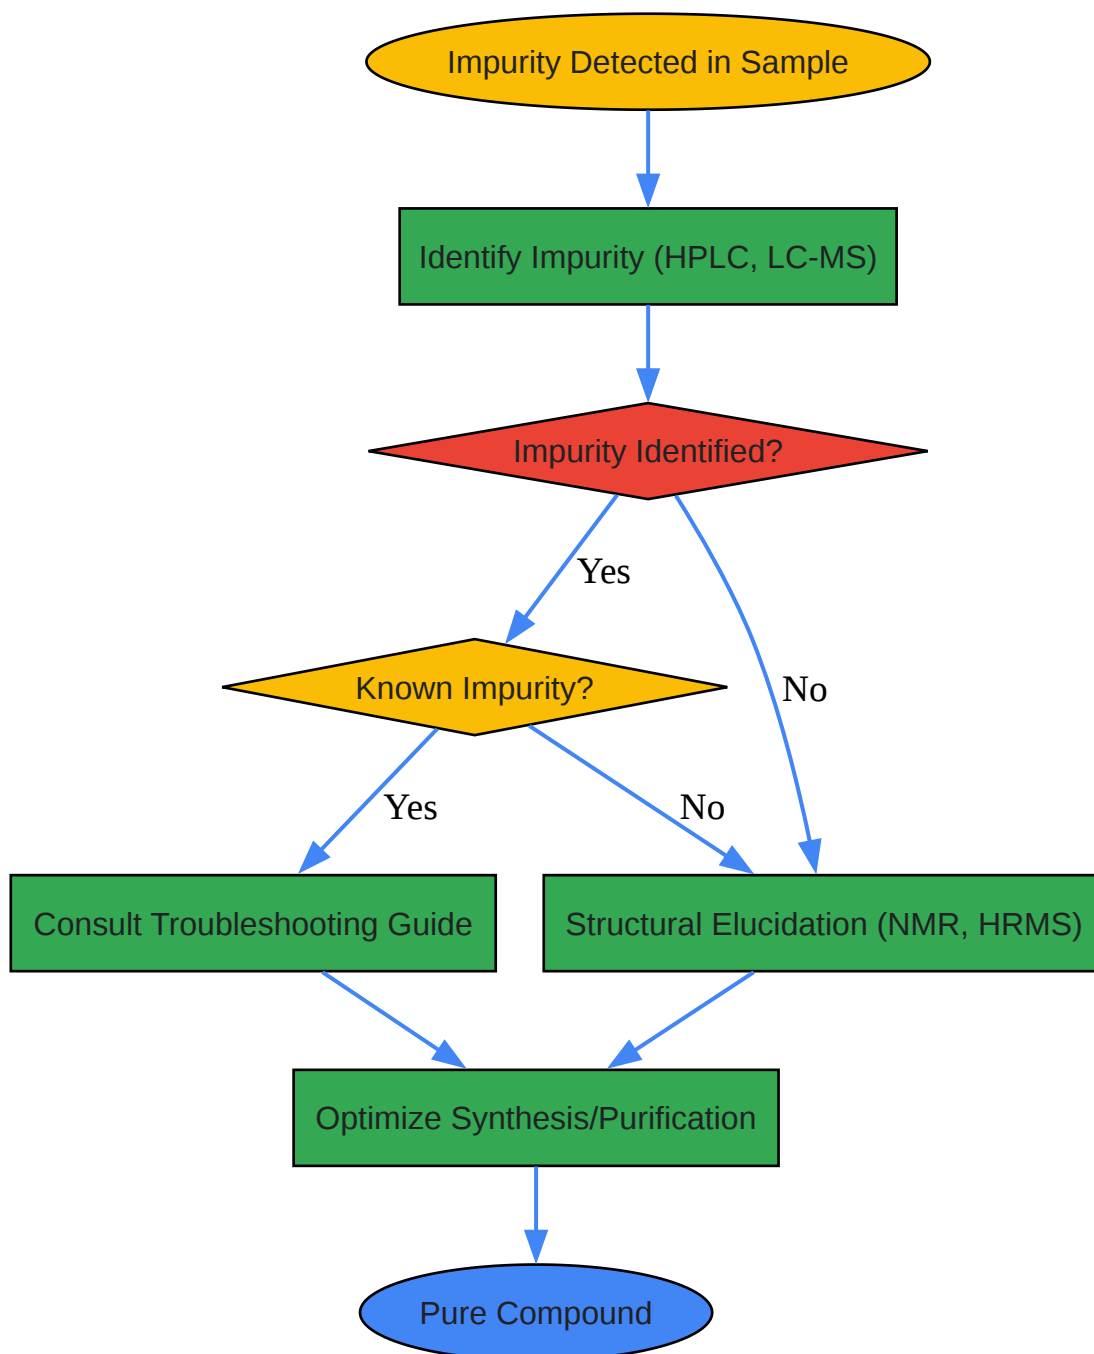 Impurity Detected in Sample
Identify Impurity (HPLC, LC-MS)
Impurity Identified?
Yes
Known Impurity?
No
Yes
No
Consult Troubleshooting Guide
Structural Elucidation (NMR, HRMS)
Optimize Synthesis/Purification
Pure Compound